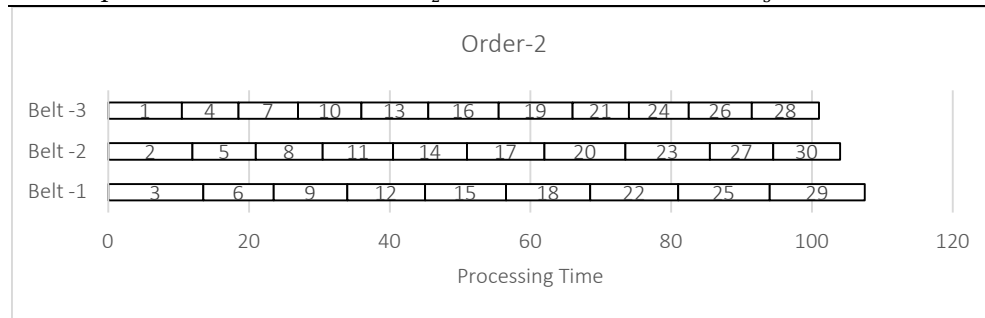 Order-2
Belt -3 1 4 7 10 13 16 19 21 24 26 28
Belt -2 2 5 8 11 14 17 20 23 27 30
Belt -1 3 6 9 12 15 18 22 25 29
0 20 40 60 80 100 120
Processing Time